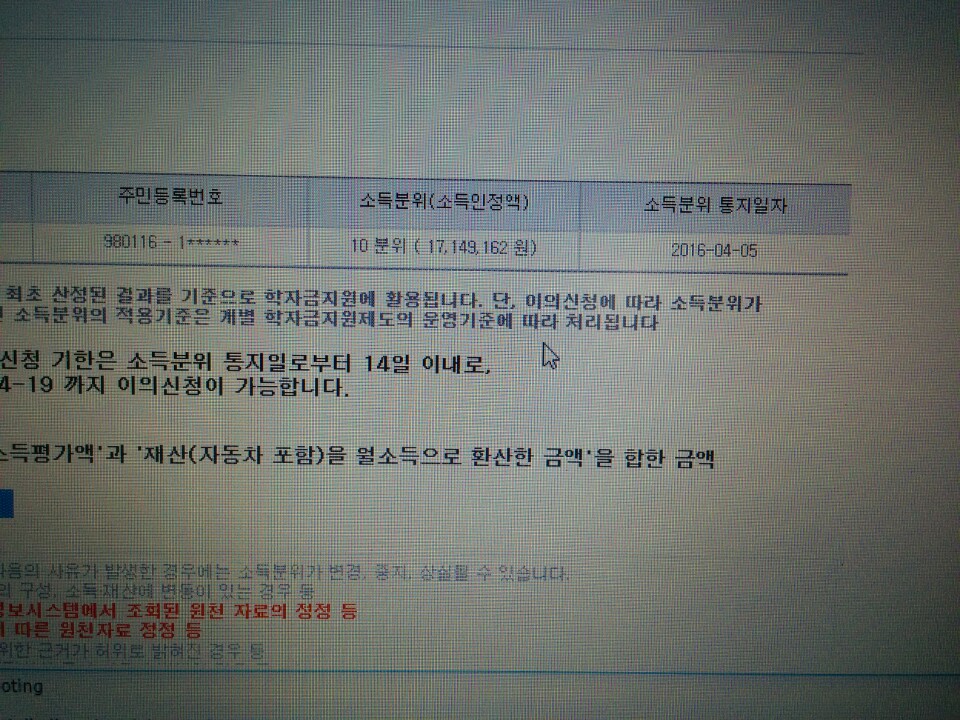 주민등록번호 소득분위(소득인정액) 소득분위 통지일자
980116 - 1****** 10 분위 ( 17,149,162 원) 2016-04-05
최초 산정된 결과를 기준으로 학자금지원에 활용됩니다. 단, 이의신청에 따라 소득분위가
소득분위의 적용기준은 개별 학자금지원제도의 운영기준에 따라 처리됩니다
신청 기한은 소득분위 통지일로부터 14일 이내로,
4-19 까지 이의신청이 가능합니다.
소득평가액'과 '재산(자동차 포함)을 월소득으로 환산한 금액'을 합한 금액
사유가 발생한 경우에는 소득분위가 변경, 중지, 상실될 수 있습니다.
의 구성, 소득·재산에 변동이 있는 경우 등
정보시스템에서 조회된 원천 자료의 정정 등
따른 원천자료 정정 등
위한 근거가 허위로 밝혀진 경우 등
oting